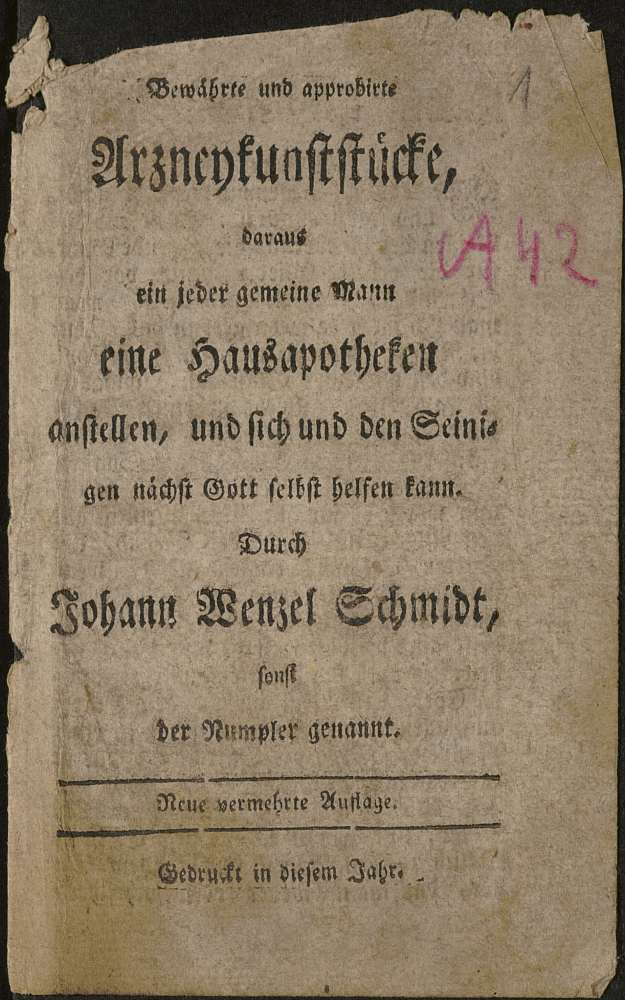 Bewährte und approbirte
1
Arzneykunststücke,
daraus
A 42
ein jeder gemeine Mann
eine Hausapotheken
anstellen, und sich und den Seini⸗
gen nächst Gott selbst helfen kann.
Durch
Johann Wenzel Schmidt,
sonst
der Numpler genannt.
Neue vermehrte Auflage.
Gedruckt in diesem Jahr.